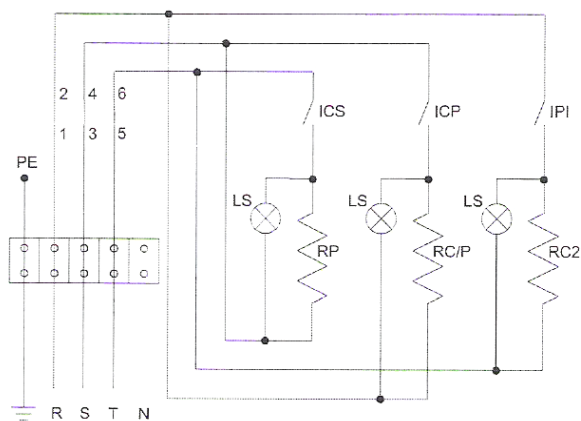 2 4 6
ICS ICP IPI
1 3 5
PE
LS LS LS
RP RC/P RC2
R S T N